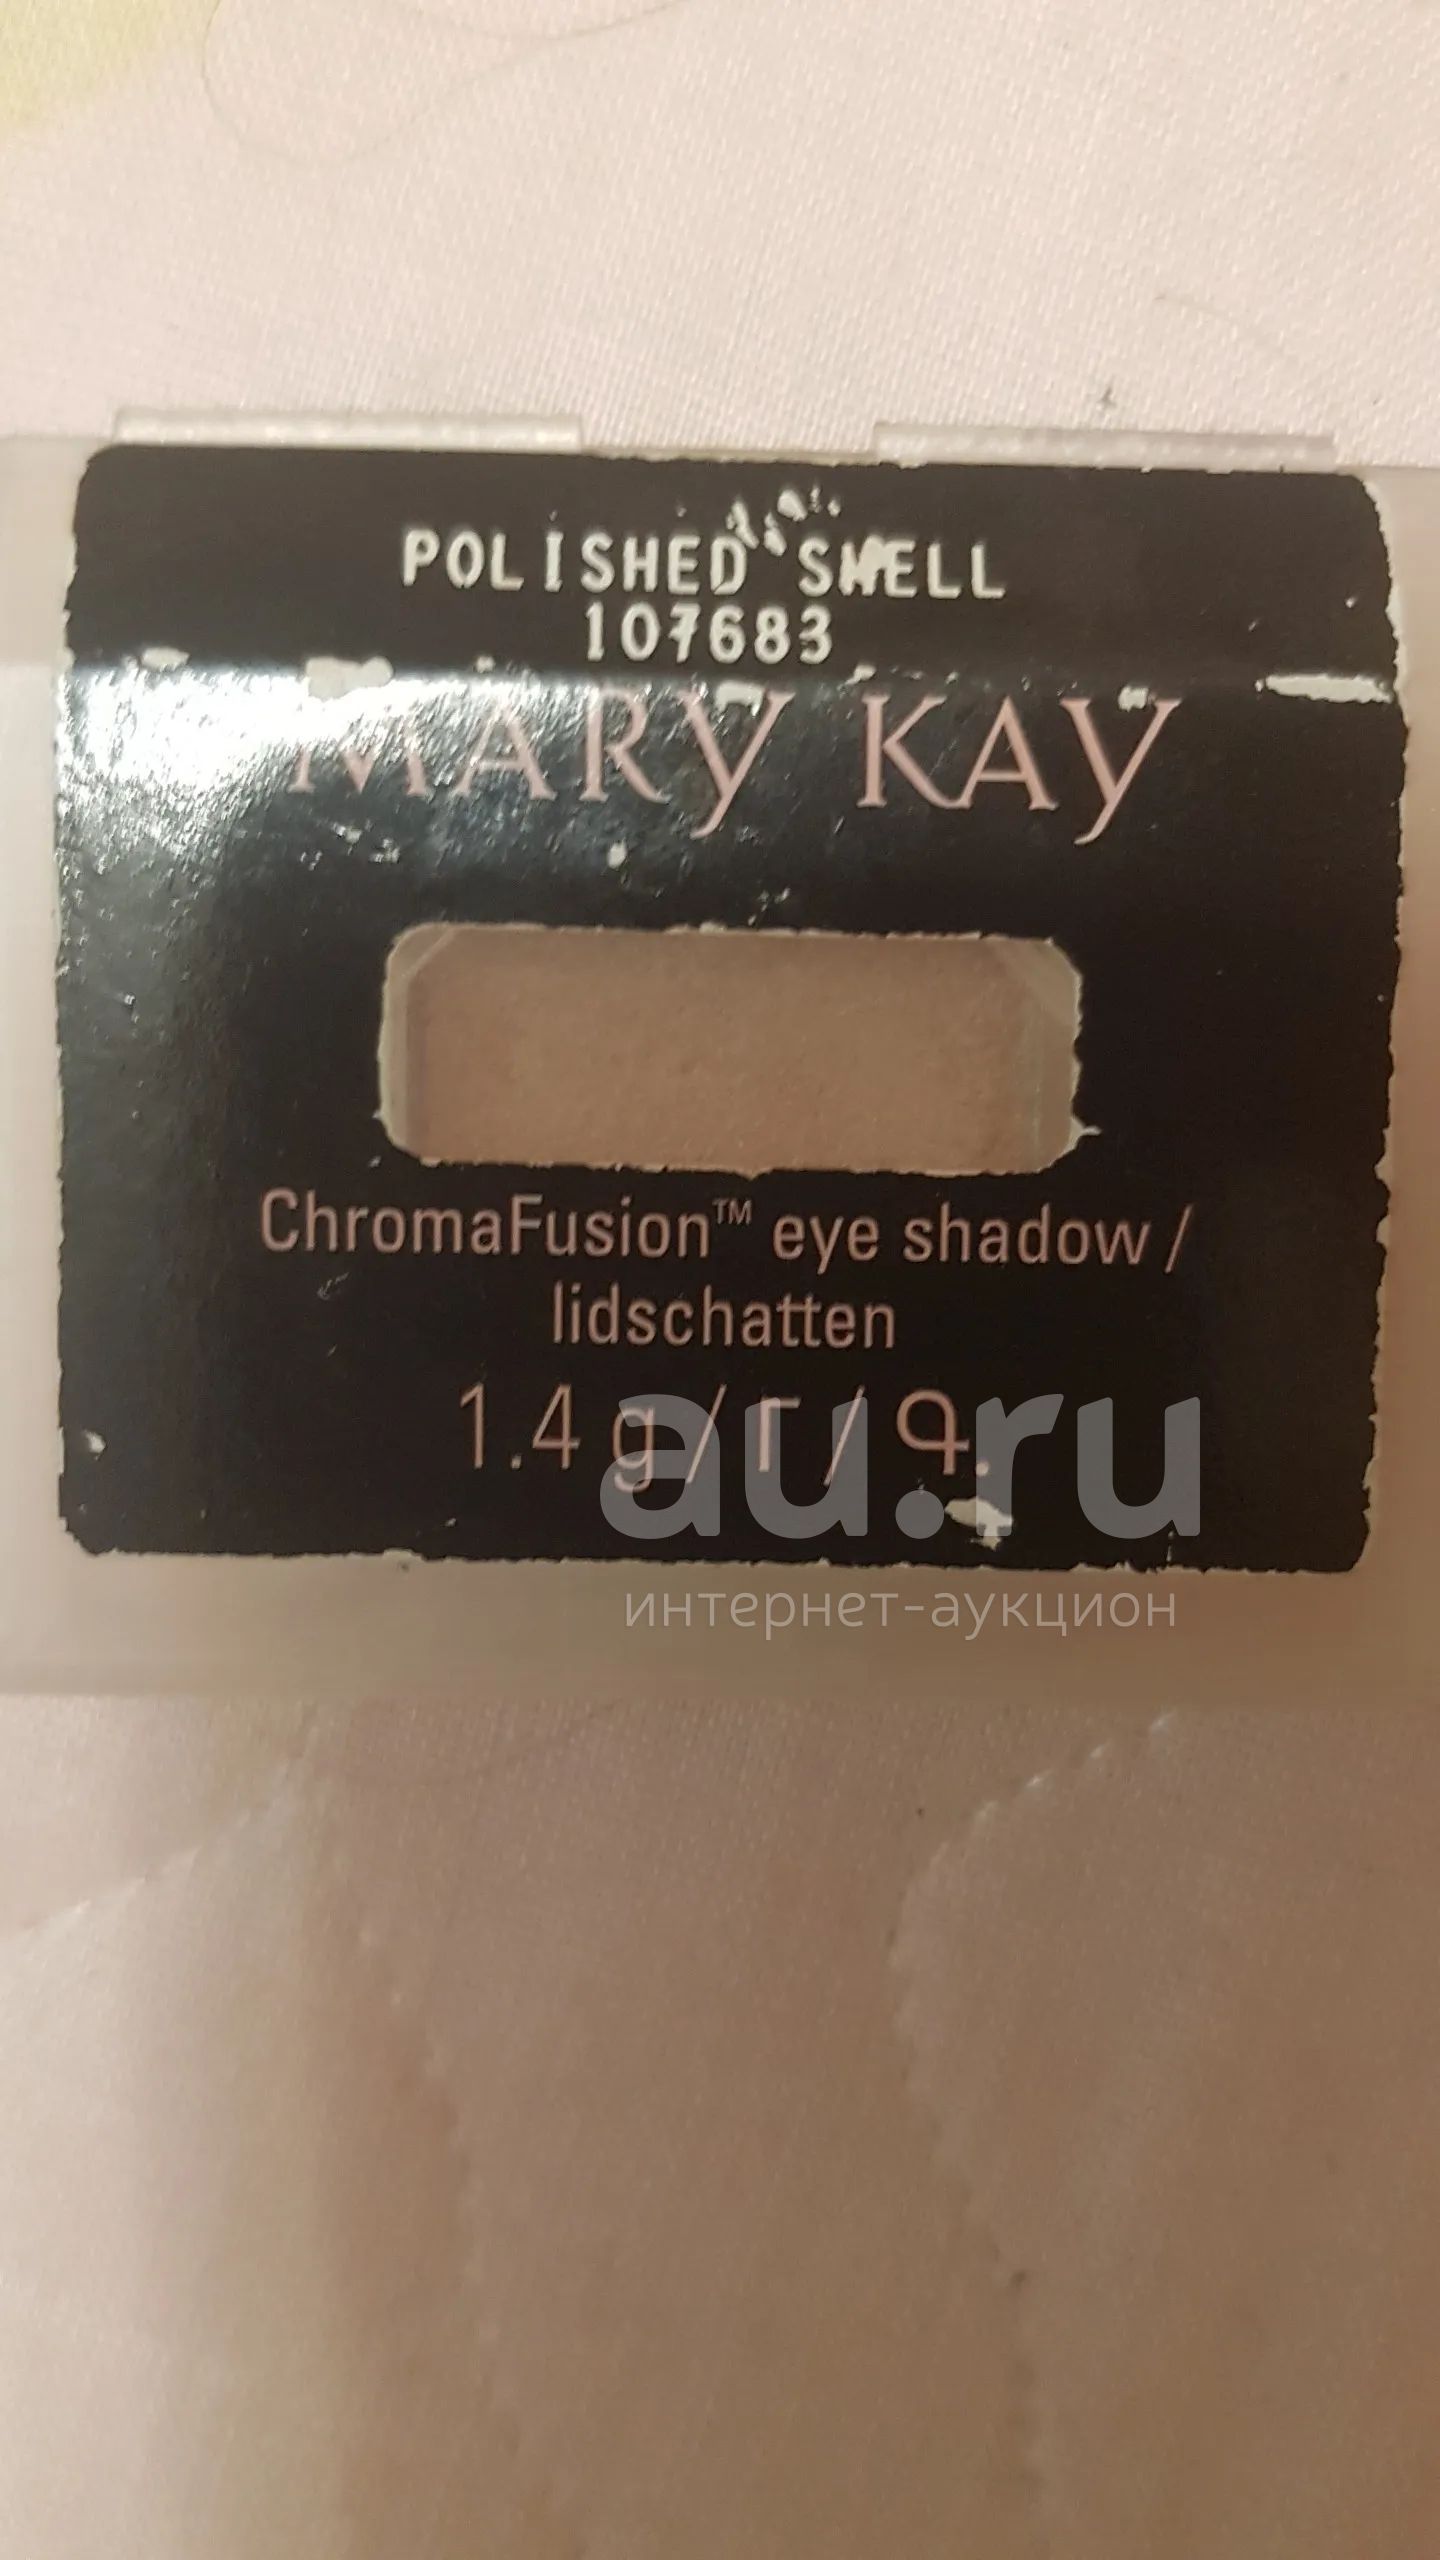 POLISHED SHELL
107683
MARY KAY
ChromaFusion™ eye shadow /
lidschatten
1.4 g / г / գ.
au.ru
интернет-аукцион